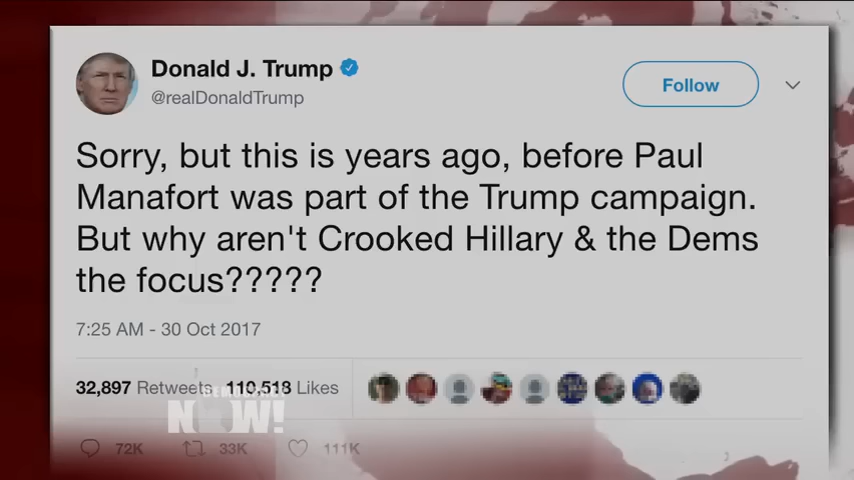 Donald J. Trump
@realDonaldTrump
Follow
Sorry, but this is years ago, before Paul
Manafort was part of the Trump campaign.
But why aren't Crooked Hillary & the Dems
the focus?????
7:25 AM - 30 Oct 2017
32,897 Retweets 110,518 Likes
DEMOCRACY
NOW!
72K 33K 111K